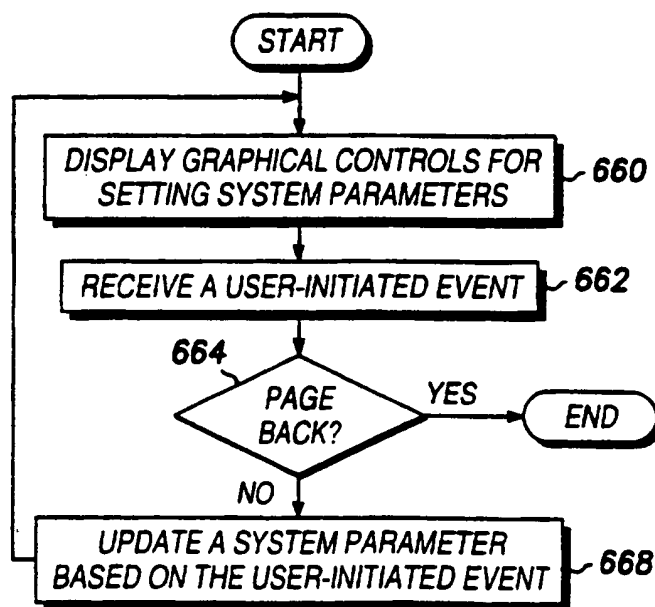 START
DISPLAY GRAPHICAL CONTROLS FOR
SETTING SYSTEM PARAMETERS
660
RECEIVE A USER-INITIATED EVENT
662
664
PAGE
BACK?
YES
END
NO
UPDATE A SYSTEM PARAMETER
BASED ON THE USER-INITIATED EVENT
668